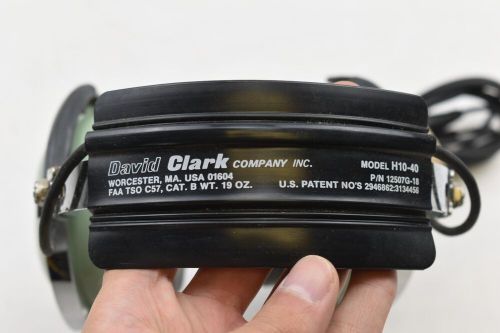 David Clark COMPANY INC.
WORCESTER, MA. USA 01604
FAA TSO C57, CAT. B WT. 19 OZ.
MODEL H10-40
P/N 12507G-18
U.S. PATENT NO'S 2946862:3134458